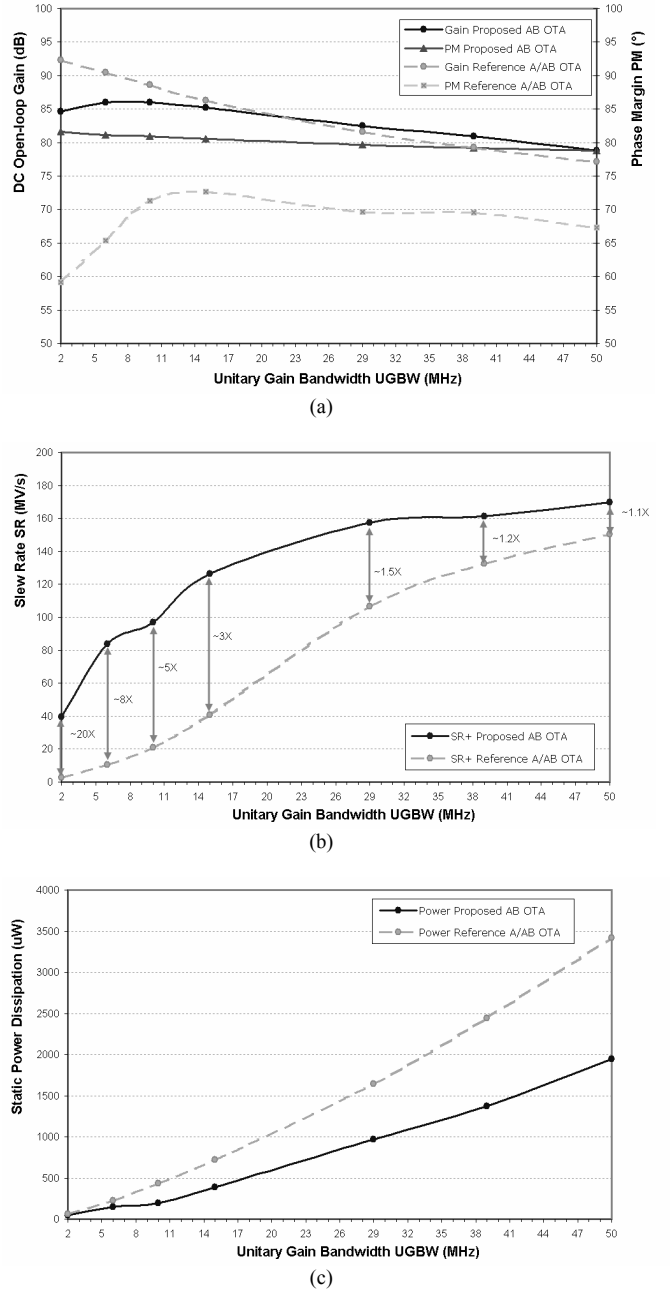 100
95
90
85
80
75
70
65
60
55
50
DC Open-loop Gain (dB)
Gain Proposed AB OTA
PM Proposed AB OTA
Gain Reference A/AB OTA
PM Reference A/AB OTA
100
95
90
85
80
75
70
65
60
55
50
Phase Margin PM (°)
2 5 8 11 14 17 20 23 26 29 32 35 38 41 44 47 50
Unitary Gain Bandwidth UGBW (MHz)
(a)
200
180
160
140
120
100
80
60
40
20
0
Slew Rate SR (MV/s)
~20X
~8X
~5X
~3X
~1.5X
~1.2X
~1.1X
SR+ Proposed AB OTA
SR+ Reference A/AB OTA
2 5 8 11 14 17 20 23 26 29 32 35 38 41 44 47 50
Unitary Gain Bandwidth UGBW (MHz)
(b)
4000
3500
3000
2500
2000
1500
1000
500
0
Static Power Dissipation (uW)
Power Proposed AB OTA
Power Reference A/AB OTA
2 5 8 11 14 17 20 23 26 29 32 35 38 41 44 47 50
Unitary Gain Bandwidth UGBW (MHz)
(c)